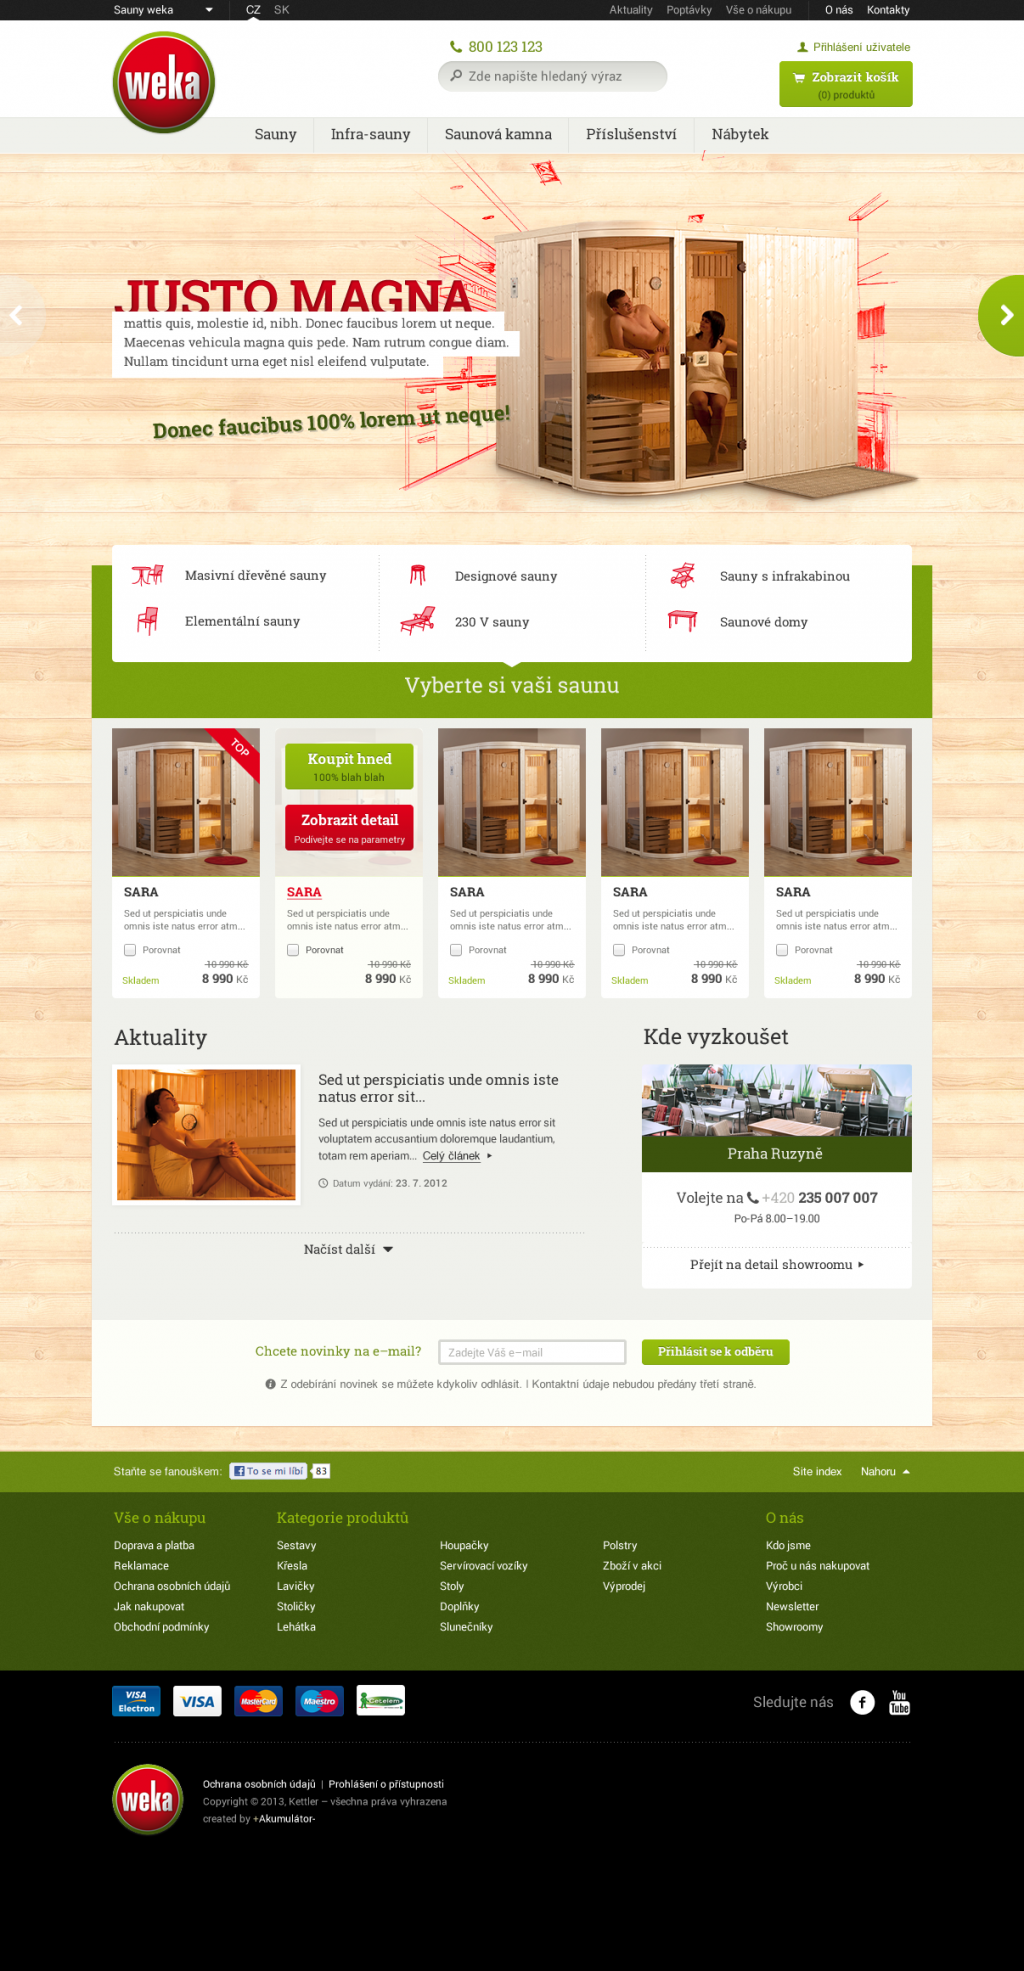 Sauny weka
CZ SK
Aktuality Poptávky Vše o nákupu O nás Kontakty
weka
800 123 123
Zde napište hledaný výraz
Přihlášení uživatele
Zobrazit košík
(0) produktů
Sauny Infra-sauny Saunová kamna Příslušenství Nábytek
JUSTO MAGNA
mattis quis, molestie id, nibh. Donec faucibus lorem ut neque.
Maecenas vehicula magna quis pede. Nam rutrum congue diam.
Nullam tincidunt urna eget nisl eleifend vulputate.
Donec faucibus 100% lorem ut neque!
Masivní dřevěné sauny
Designové sauny
Sauny s infrakabinou
Elementální sauny
230 V sauny
Saunové domy
Vyberte si vaši saunu
TOP
Koupit hned
100% blah blah
Zobrazit detail
Podívejte se na parametry
SARA SARA SARA SARA SARA
Sed ut perspiciatis unde Sed ut perspiciatis unde Sed ut perspiciatis unde Sed ut perspiciatis unde Sed ut perspiciatis unde
omnis iste natus error atm... omnis iste natus error atm... omnis iste natus error atm... omnis iste natus error atm... omnis iste natus error atm...
Porovnat Porovnat Porovnat Porovnat Porovnat
10 990 Kč 10 990 Kč 10 990 Kč 10 990 Kč 10 990 Kč
Skladem 8 990 Kč 8 990 Kč Skladem 8 990 Kč Skladem 8 990 Kč Skladem 8 990 Kč
Aktuality
Sed ut perspiciatis unde omnis iste
natus error sit...
Sed ut perspiciatis unde omnis iste natus error sit
voluptatem accusantium doloremque laudantium,
totam rem aperiam... Celý článek
Datum vydání: 23. 7. 2012
Načíst další
Kde vyzkoušet
Praha Ruzyně
Volejte na +420 235 007 007
Po-Pá 8.00–19.00
Přejít na detail showroomu
Chcete novinky na e–mail?
Zadejte Váš e–mail
Přihlásit se k odběru
Z odebírání novinek se můžete kdykoliv odhlásit. | Kontaktní údaje nebudou předány třetí straně.
Staňte se fanouškem: To se mi líbí 83
Site index Nahoru
Vše o nákupu
Doprava a platba
Reklamace
Ochrana osobních údajů
Jak nakupovat
Obchodní podmínky
Kategorie produktů
Sestavy
Křesla
Lavičky
Stoličky
Lehátka
Houpačky
Servírovací vozíky
Stoly
Doplňky
Slunečníky
Polstry
Zboží v akci
Výprodej
O nás
Kdo jsme
Proč u nás nakupovat
Výrobci
Newsletter
Showroomy
VISA Electron
VISA
MasterCard
Maestro
Cetelem
Sledujte nás
You Tube
weka
Ochrana osobních údajů | Prohlášení o přístupnosti
Copyright © 2013, Kettler – všechna práva vyhrazena
created by +Akumulátor-